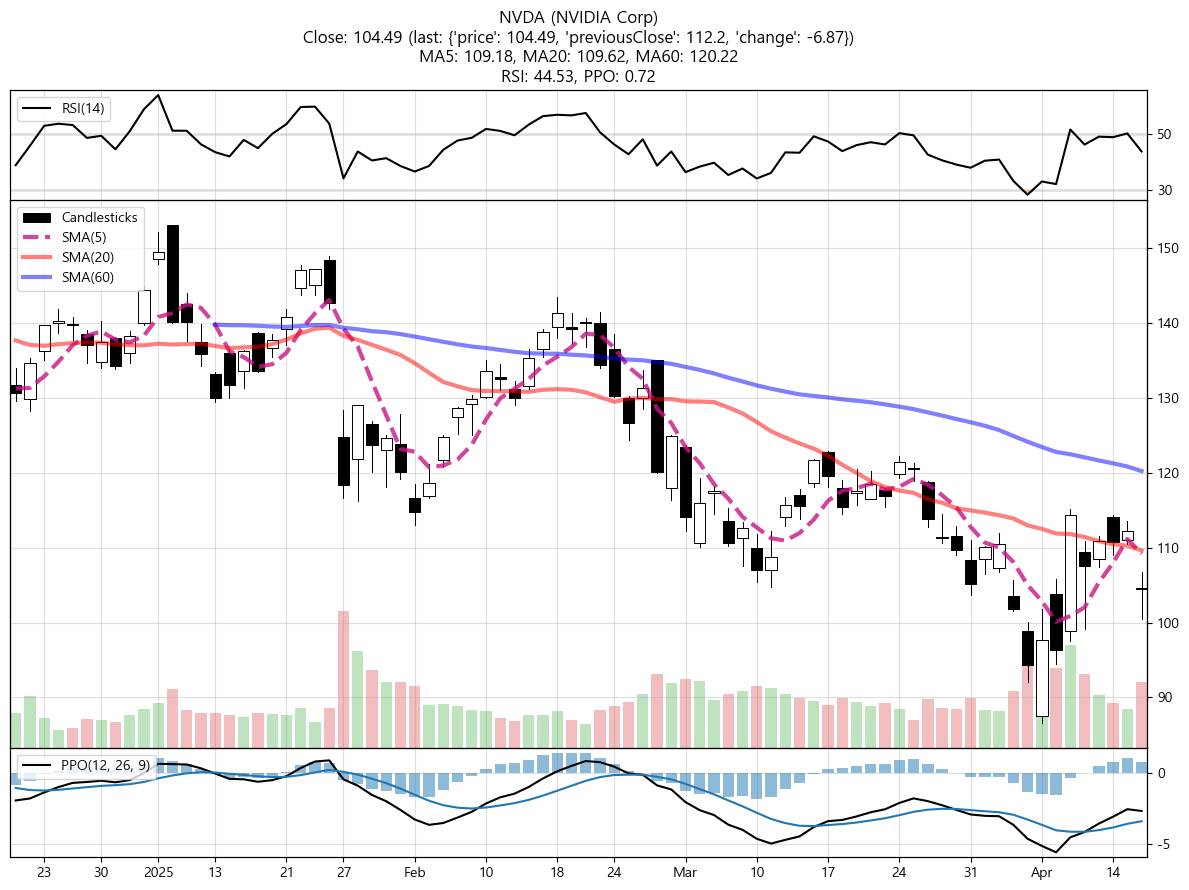 NVDA (NVIDIA Corp)
Close: 104.49 (last: {'price': 104.49, 'previousClose': 112.2, 'change': -6.87})
MA5: 109.18, MA20: 109.62, MA60: 120.22
RSI: 44.53, PPO: 0.72
RSI(14)
50
30
Candlesticks
SMA(5)
SMA(20)
SMA(60)
150
140
130
120
110
100
90
PPO(12, 26, 9)
0
-5
23 30 2025 13 21 27 Feb 10 18 24 Mar 10 17 24 31 Apr 14